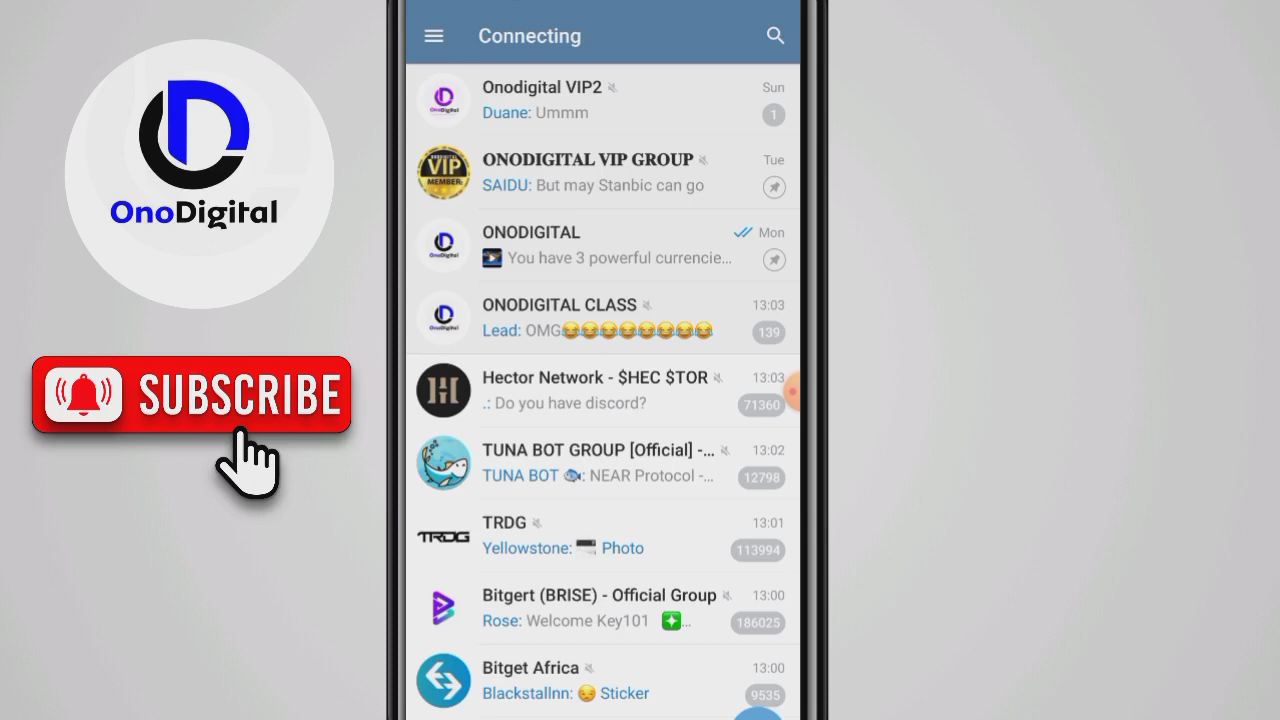 OnoDigital
SUBSCRIBE
Connecting
Onodigital VIP2 Sun
Duane: Ummm 1
VIP
MEMBER
ONODIGITAL VIP GROUP Tue
SAIDU: But may Stanbic can go
ONODIGITAL Mon
You have 3 powerful currencie...
ONODIGITAL CLASS 13:03
Lead: OMG😂😂😂😂😂😂😂😂 139
Hector Network - $HEC $TOR 13:03
.: Do you have discord? 71360
TUNA BOT GROUP [Official] -... 13:02
TUNA BOT 🐟: NEAR Protocol -... 12798
TRDG
TRDG 13:01
Yellowstone: Photo 113994
Bitgert (BRISE) - Official Group 13:00
Rose: Welcome Key101 ❇️... 186025
Bitget Africa 13:00
Blackstallnn: 😔 Sticker 9535